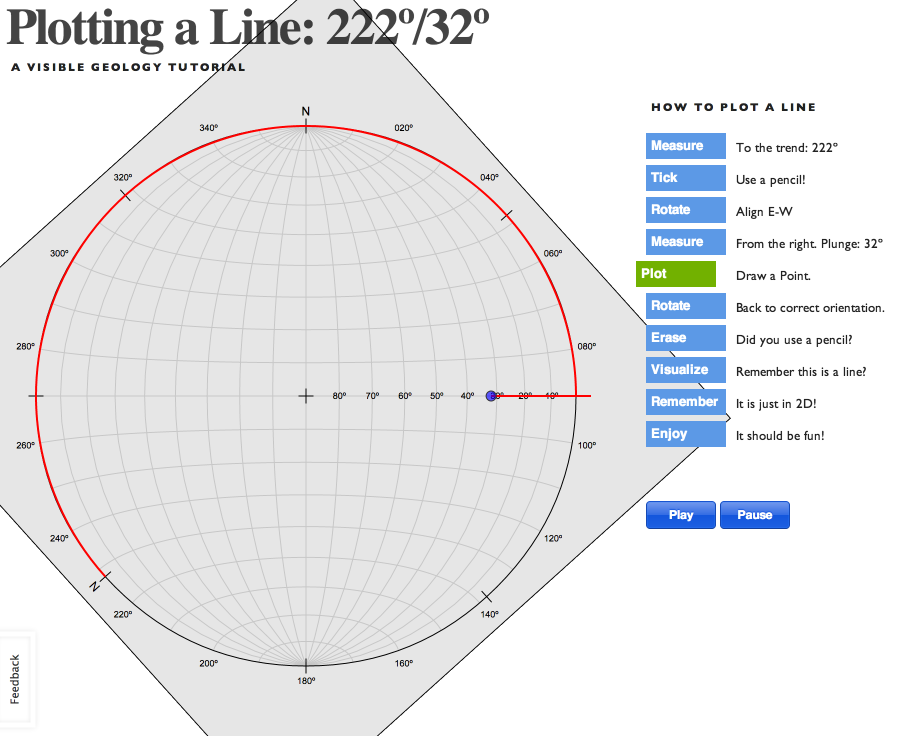 Plotting a Line: 222º/32º
A VISIBLE GEOLOGY TUTORIAL
HOW TO PLOT A LINE
Measure To the trend: 222º
Tick Use a pencil!
Rotate Align E-W
Measure From the right. Plunge: 32º
Plot Draw a Point.
Rotate Back to correct orientation.
Erase Did you use a pencil?
Visualize Remember this is a line?
Remember It is just in 2D!
Enjoy It should be fun!
Play Pause
N
340º 020º
320º 040º
300º 060º
280º 080º
80º 70º 60º 50º 40º 30º 20º 10º
260º 100º
240º 120º
N
220º 140º
200º 160º
180º
Feedback